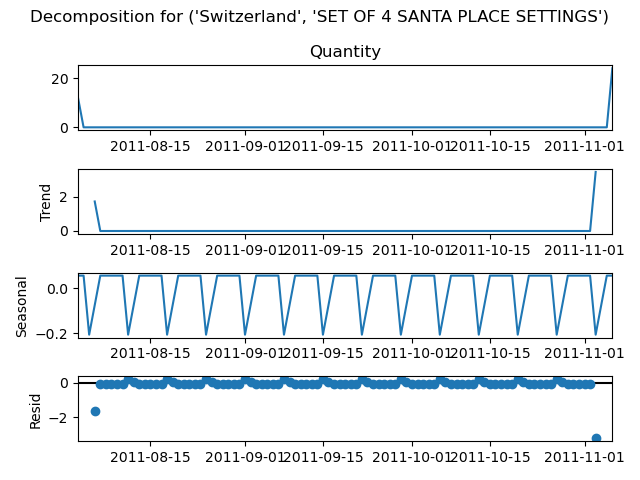 Decomposition for ('Switzerland', 'SET OF 4 SANTA PLACE SETTINGS')
Quantity
20
0
2011-08-15 2011-09-01 2011-09-15 2011-10-01 2011-10-15 2011-11-01
Trend
2
0
2011-08-15 2011-09-01 2011-09-15 2011-10-01 2011-10-15 2011-11-01
Seasonal
0.0
−0.2
2011-08-15 2011-09-01 2011-09-15 2011-10-01 2011-10-15 2011-11-01
Resid
0
−2
2011-08-15 2011-09-01 2011-09-15 2011-10-01 2011-10-15 2011-11-01